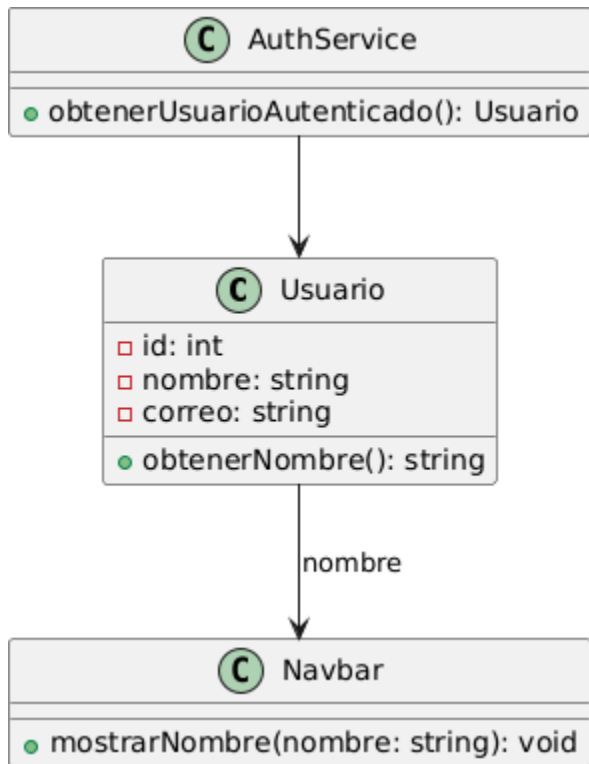 C AuthService
obtenerUsuarioAutenticado(): Usuario
C Usuario
id: int
nombre: string
correo: string
obtenerNombre(): string
nombre
C Navbar
mostrarNombre(nombre: string): void